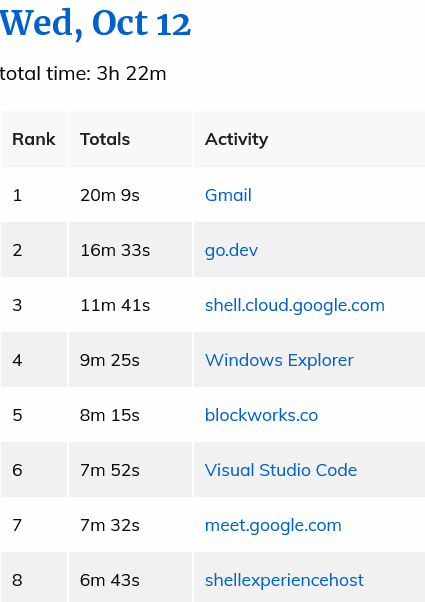 Wed, Oct 12
total time: 3h 22m
Rank Totals Activity
1 20m 9s Gmail
2 16m 33s go.dev
3 11m 41s shell.cloud.google.com
4 9m 25s Windows Explorer
5 8m 15s blockworks.co
6 7m 52s Visual Studio Code
7 7m 32s meet.google.com
8 6m 43s shellexperiencehost